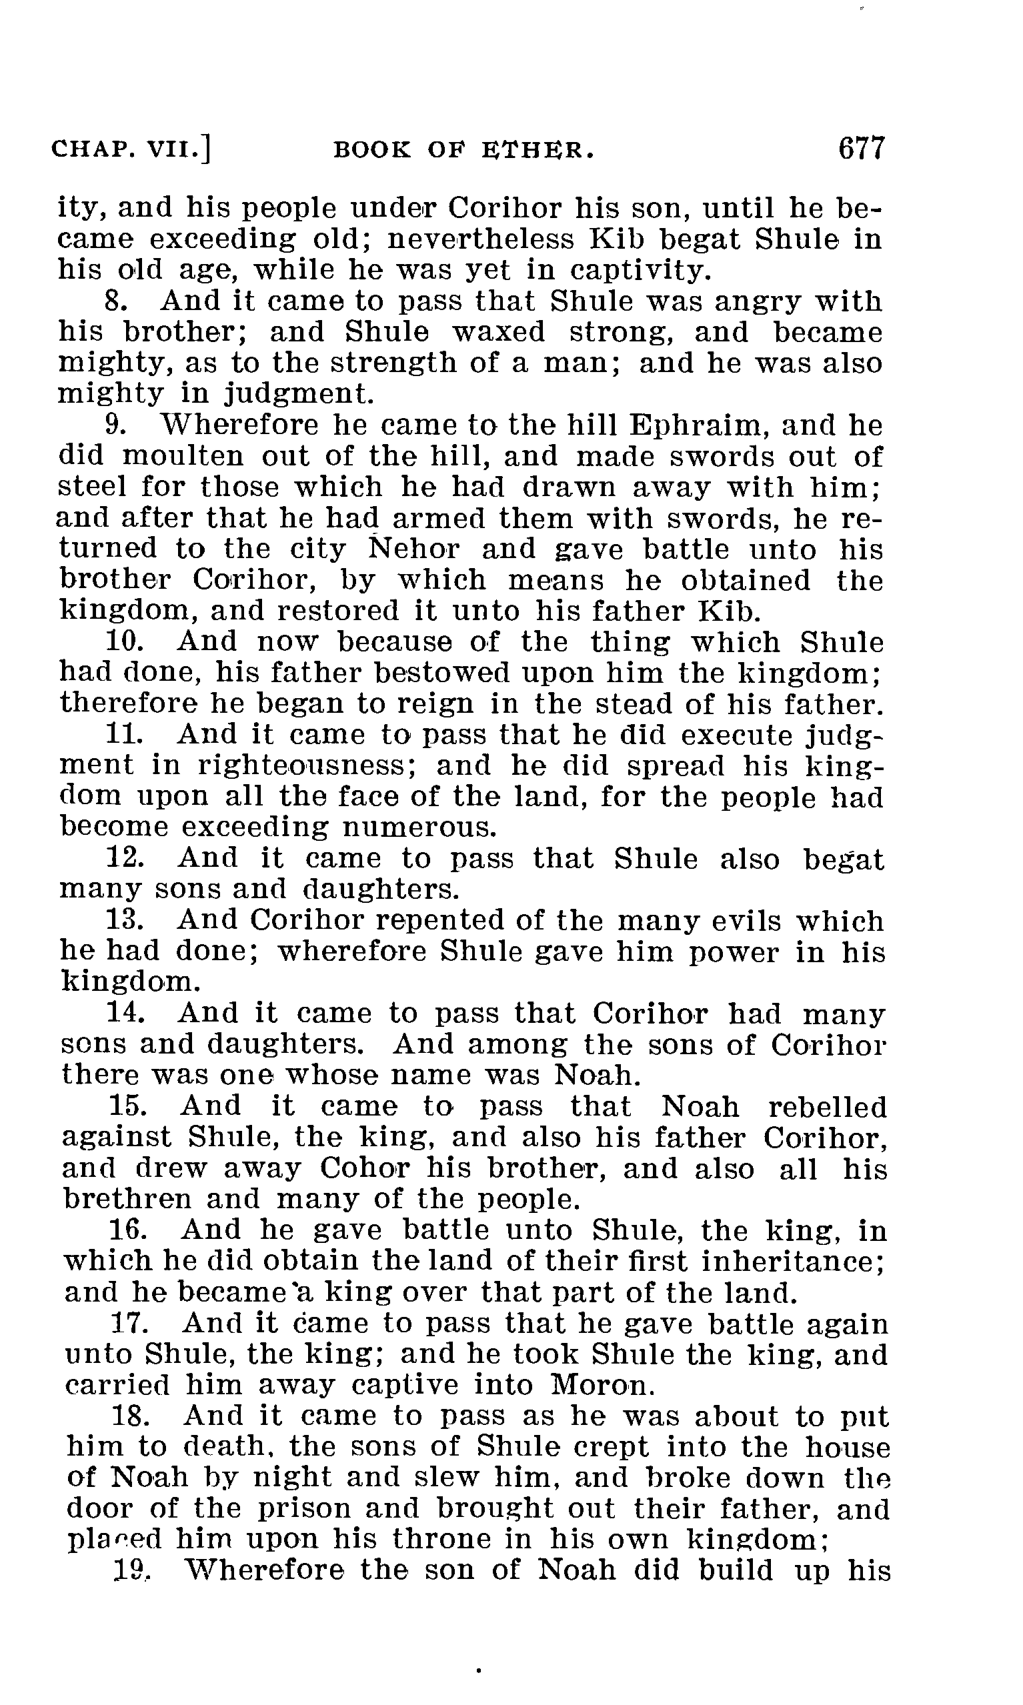 CHAP. VII.] BOOK OF ETHER. 677
ity, and his people under Corihor his son, until he be-
came exceeding old; nevertheless Kib begat Shule in
his old age, while he was yet in captivity.
8. And it came to pass that Shule was angry with
his brother; and Shule waxed strong, and became
mighty, as to the strength of a man; and he was also
mighty in judgment.
9. Wherefore he came to the hill Ephraim, and he
did moulten out of the hill, and made swords out of
steel for those which he had drawn away with him;
and after that he had armed them with swords, he re-
turned to the city Nehor and gave battle unto his
brother Corihor, by which means he obtained the
kingdom, and restored it unto his father Kib.
10. And now because of the thing which Shule
had done, his father bestowed upon him the kingdom;
therefore he began to reign in the stead of his father.
11. And it came to pass that he did execute judg-
ment in righteousness; and he did spread his king-
dom upon all the face of the land, for the people had
become exceeding numerous.
12. And it came to pass that Shule also begat
many sons and daughters.
13. And Corihor repented of the many evils which
he had done; wherefore Shule gave him power in his
kingdom.
14. And it came to pass that Corihor had many
sons and daughters. And among the sons of Corihor
there was one whose name was Noah.
15. And it came to pass that Noah rebelled
against Shule, the king, and also his father Corihor,
and drew away Cohor his brother, and also all his
brethren and many of the people.
16. And he gave battle unto Shule, the king, in
which he did obtain the land of their first inheritance;
and he became a king over that part of the land.
17. And it came to pass that he gave battle again
unto Shule, the king; and he took Shule the king, and
carried him away captive into Moron.
18. And it came to pass as he was about to put
him to death, the sons of Shule crept into the house
of Noah by night and slew him, and broke down the
door of the prison and brought out their father, and
placed him upon his throne in his own kingdom;
19. Wherefore the son of Noah did build up his